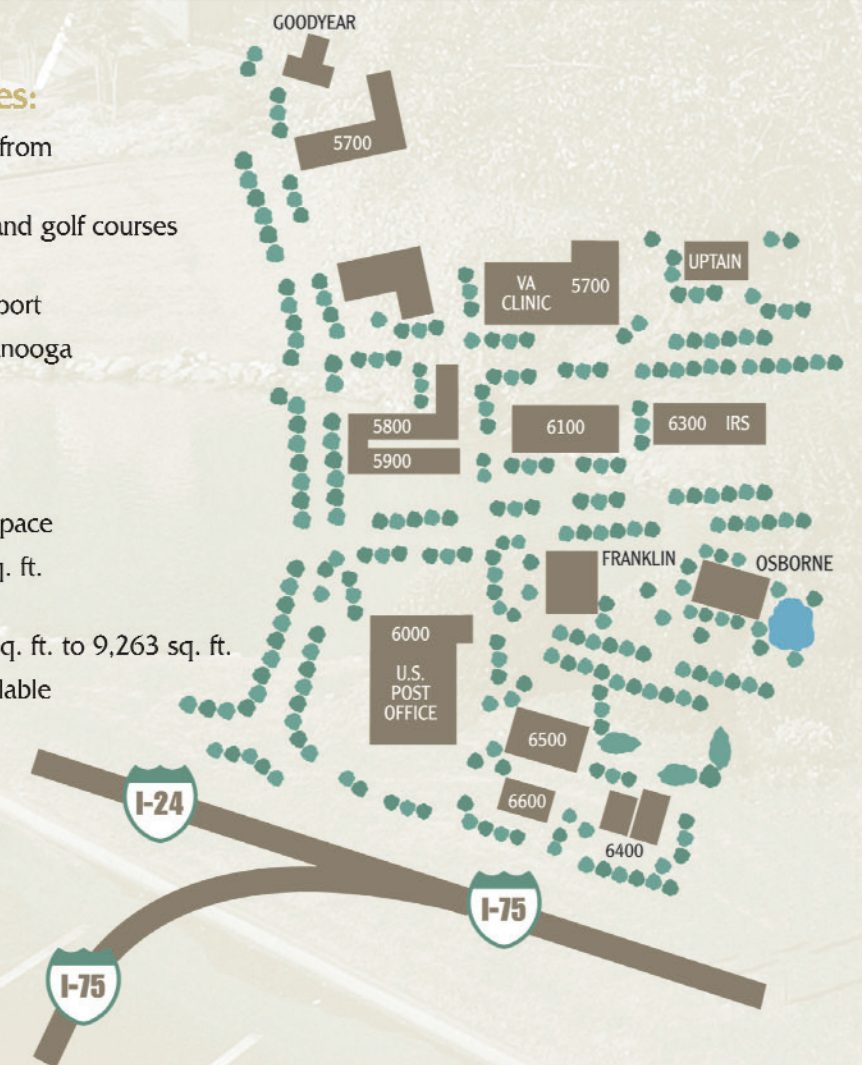 es:
from
and golf courses
port
nooga
pace
q. ft.
q. ft. to 9,263 sq. ft.
lable
GOODYEAR
5700
VA
CLINIC
5700
UPTAIN
5800
5900
6100
6300 IRS
FRANKLIN
OSBORNE
6000
U.S.
POST
OFFICE
6500
6600
6400
I-24
I-75
I-75